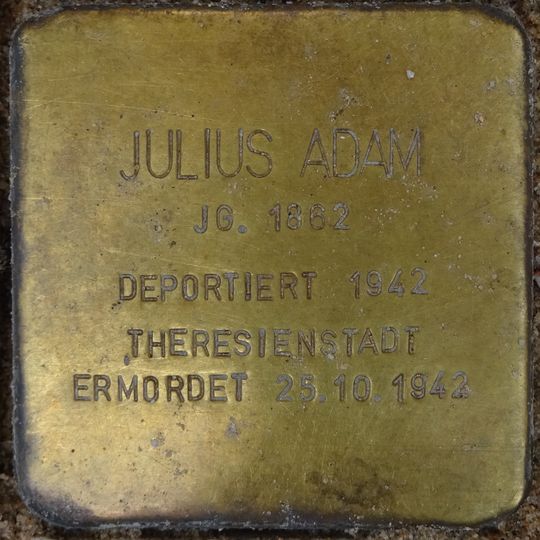 JULIUS ADAM
JG. 1862
DEPORTIERT 1942
THERESIENSTADT
ERMORDET 25.10.1942